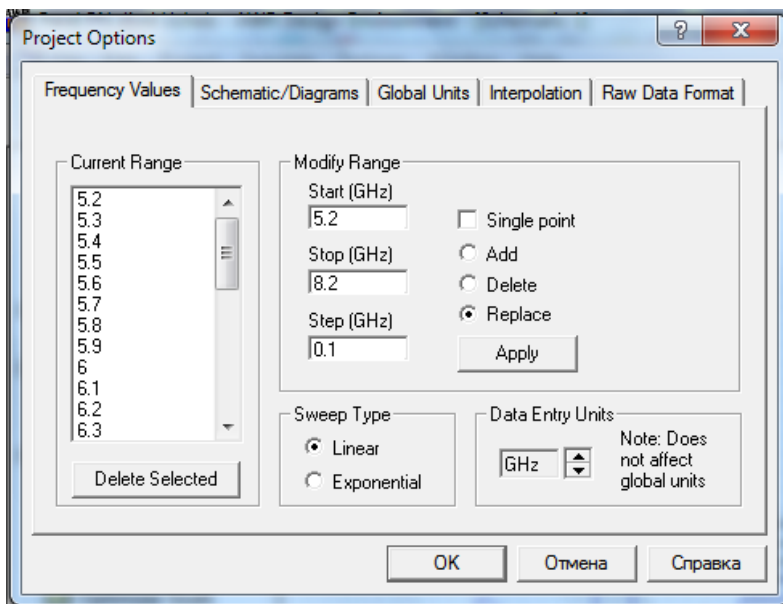 Project Options
Frequency Values
Schematic/Diagrams
Global Units
Interpolation
Raw Data Format
Current Range
5.2
5.3
5.4
5.5
5.6
5.7
5.8
5.9
6
6.1
6.2
6.3
Delete Selected
Modify Range
Start (GHz)
5.2
Stop (GHz)
8.2
Step (GHz)
0.1
Single point
Add
Delete
Replace
Apply
Sweep Type
Linear
Exponential
Data Entry Units
GHz
Note: Does
not affect
global units
OK
Отмена
Справка